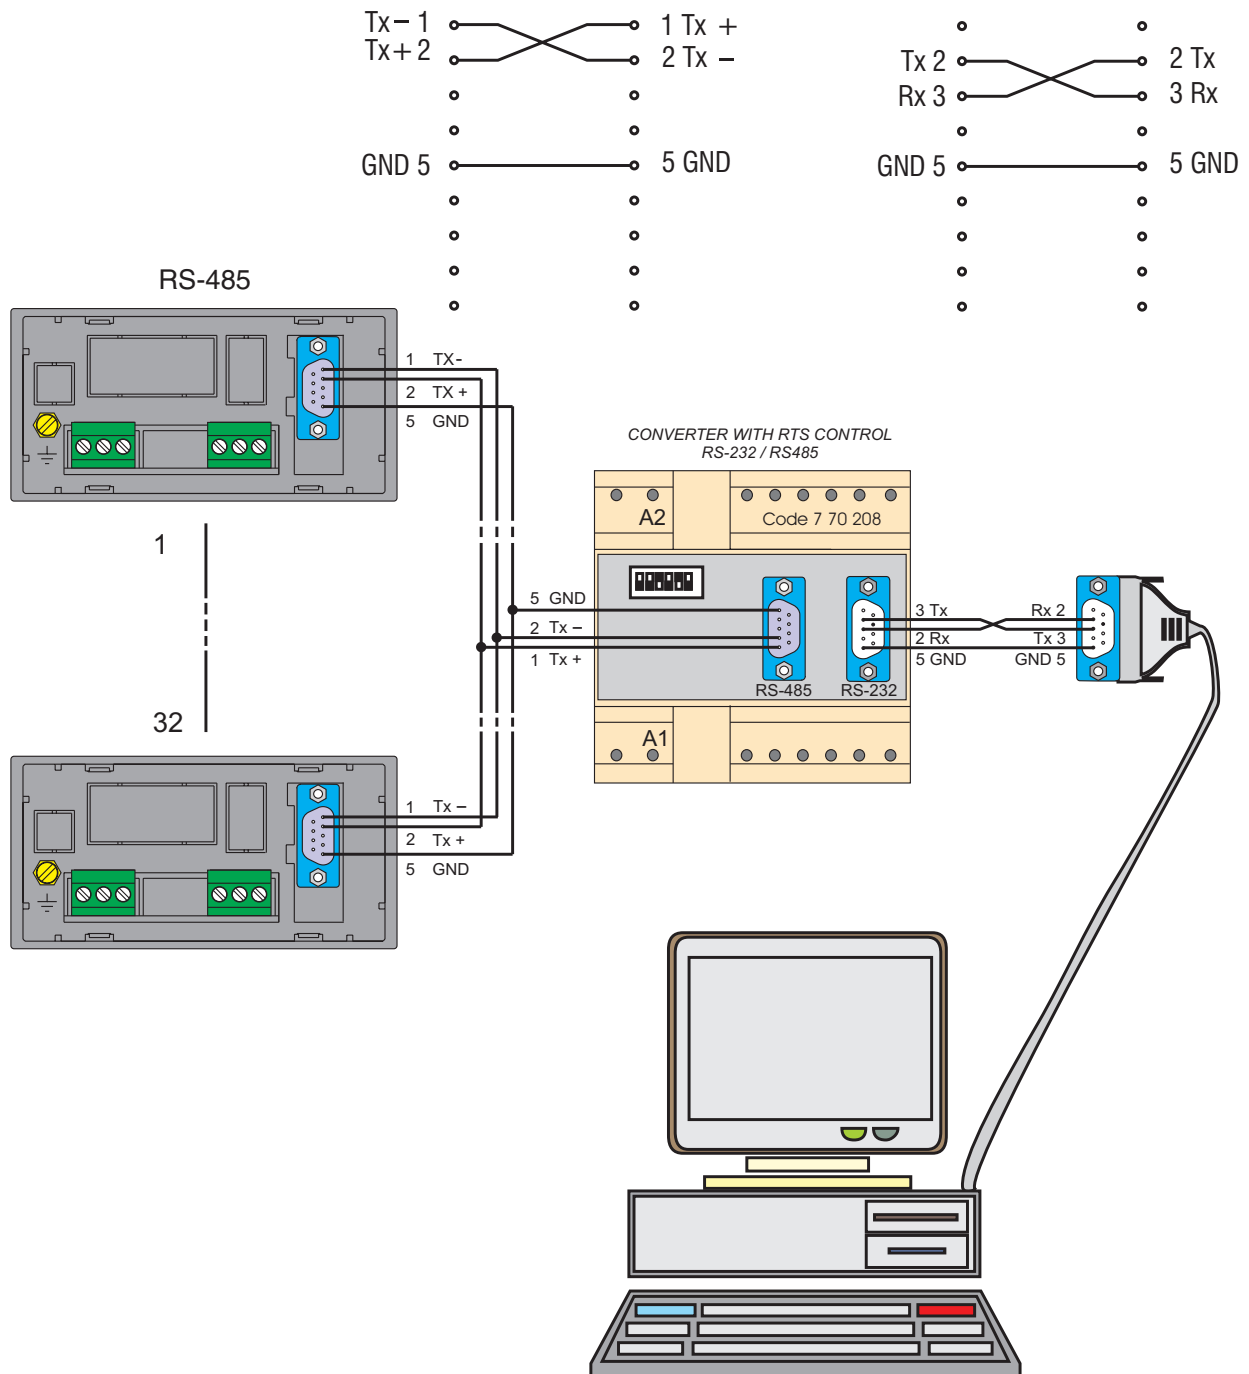 Tx– 1
1 Tx +
Tx+ 2
2 Tx –
GND 5
5 GND
Tx 2
2 Tx
Rx 3
3 Rx
GND 5
5 GND
RS-485
1 TX-
2 TX +
5 GND
1
32
1 Tx –
2 Tx +
5 GND
CONVERTER WITH RTS CONTROL
RS-232 / RS485
A2
Code 7 70 208
5 GND
2 Tx –
1 Tx +
RS-485
RS-232
A1
3 Tx
Rx 2
2 Rx
Tx 3
5 GND
GND 5